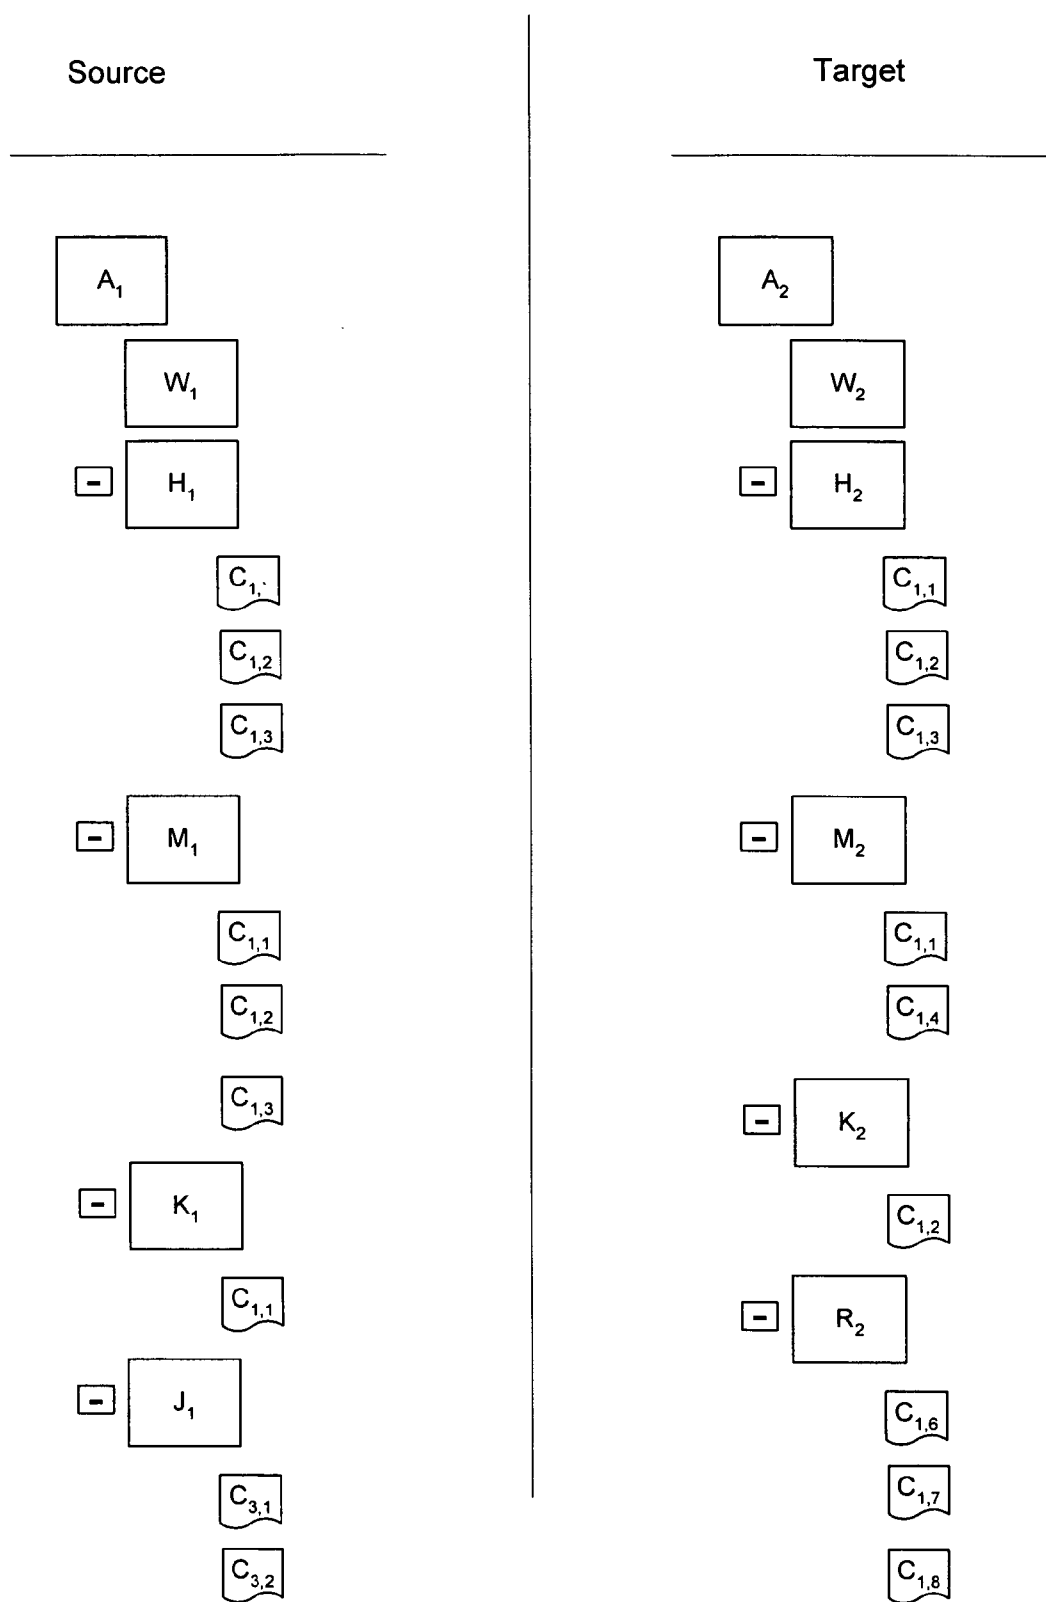 Source
A₁
W₁
- H₁
C₁,
C₁,₂
C₁,₃
- M₁
C₁,₁
C₁,₂
C₁,₃
- K₁
C₁,₁
- J₁
C₃,₁
C₃,₂
Target
A₂
W₂
- H₂
C₁,₁
C₁,₂
C₁,₃
- M₂
C₁,₁
C₁,₄
- K₂
C₁,₂
- R₂
C₁,₆
C₁,₇
C₁,₈